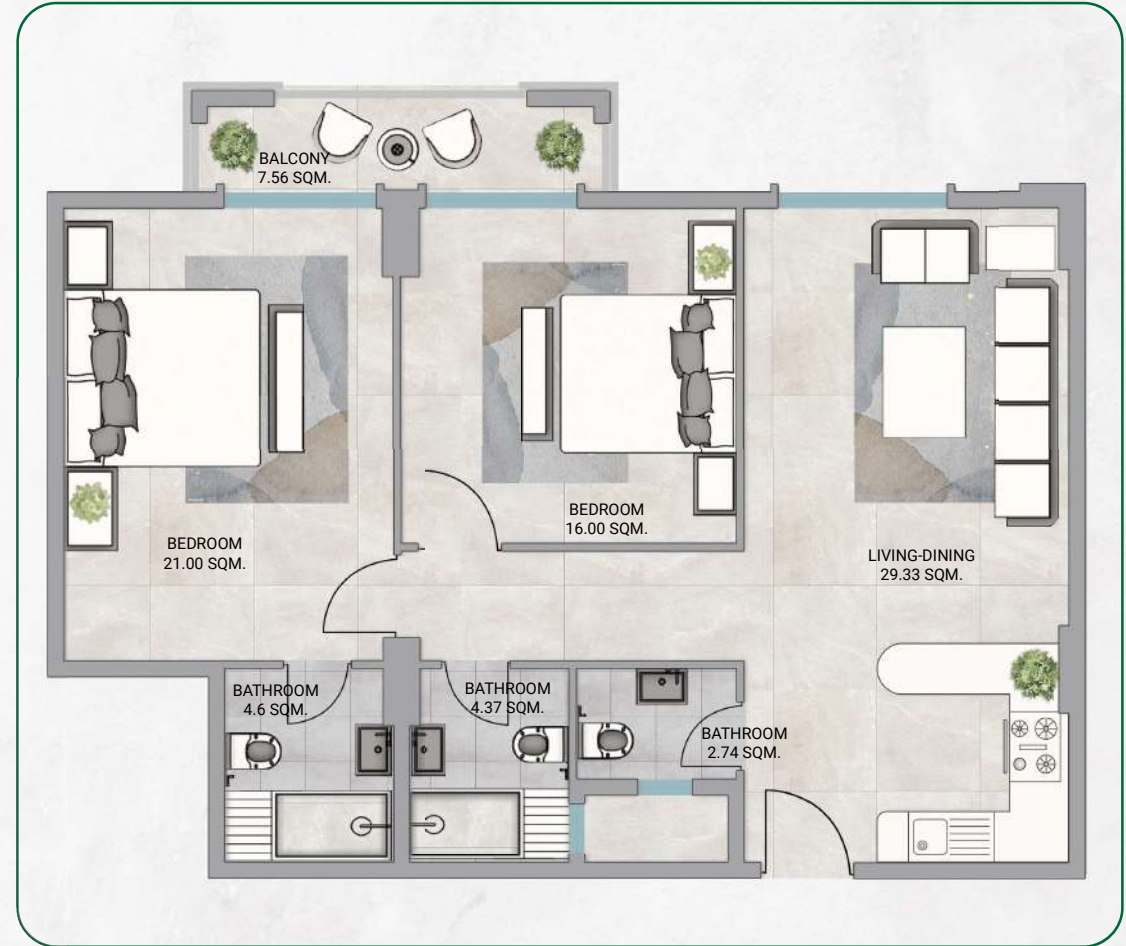 BALCONY
7.56 SQM.
BEDROOM
16.00 SQM.
BEDROOM
21.00 SQM.
LIVING-DINING
29.33 SQM.
BATHROOM
4.6 SQM.
BATHROOM
4.37 SQM.
BATHROOM
2.74 SQM.